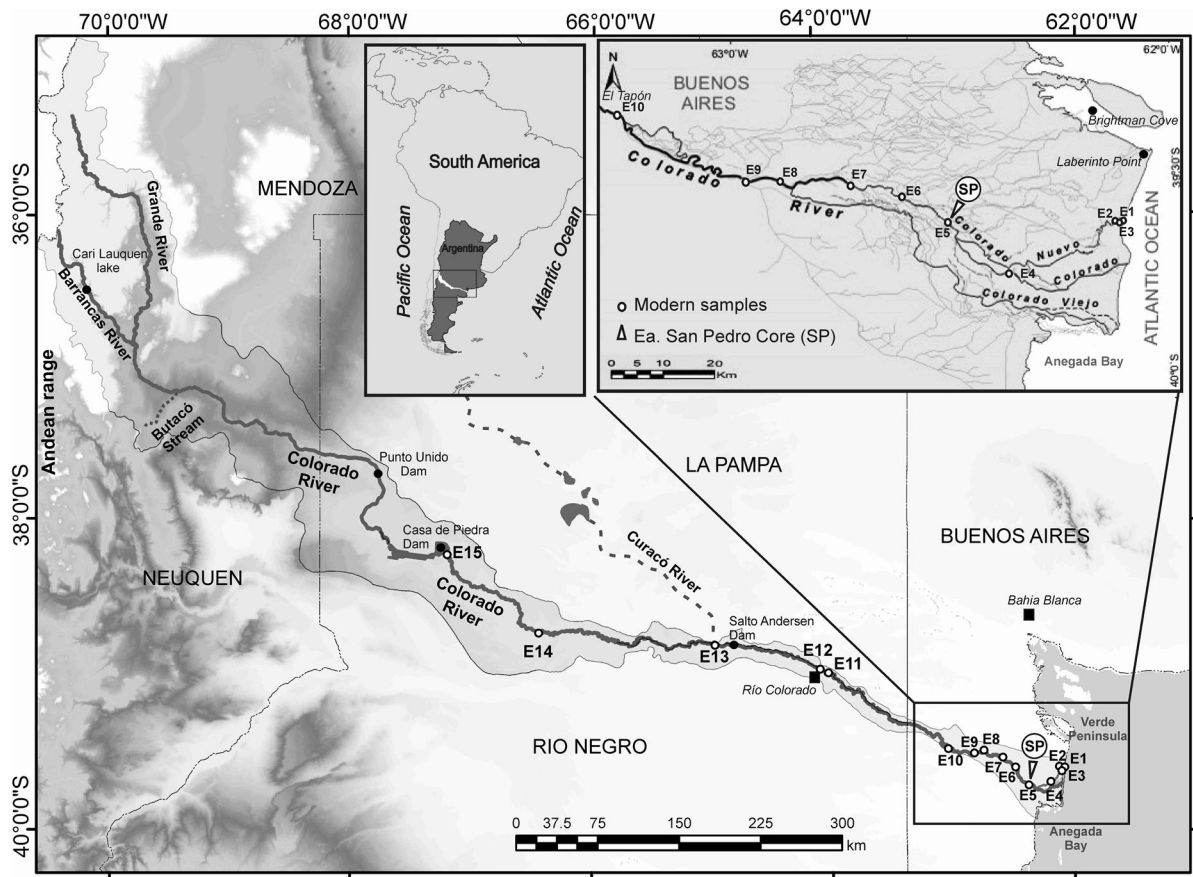 70°0'0"W
68°0'0"W
66°0'0"W
64°0'0"W
62°0'0"W
36°0'0"S
38°0'0"S
40°0'0"S
Andean range
MENDOZA
Grande River
Cari Lauquen
lake
Barrancas River
Butacó
Stream
Colorado
River
Punto Unido
Dam
Casa de Piedra
Dam
E15
NEUQUEN
Colorado
River
E14
Curacó River
LA PAMPA
E13
Salto Andersen
Dam
E12
E11
Río Colorado
RIO NEGRO
BUENOS AIRES
Bahia Blanca
Verde
Peninsula
SP
E10
E9
E8
E7
E6
E5
E4
E2
E1
E3
Anegada
Bay
0 37.5 75 150 225 300
km
South America
Pacific Ocean
Atlantic Ocean
Argentina
63°0'W
62°0'W
39°30'S
40°0'S
N
El Tapón
E10
BUENOS
AIRES
Brightman Cove
Laberinto Point
Colorado
River
E9
E8
E7
E6
SP
E5
E4
E2
E1
E3
Colorado
Nuevo
Colorado
Colorado Viejo
ATLANTIC OCEAN
Anegada Bay
Modern samples
Ea. San Pedro Core (SP)
0 5 10 20
Km